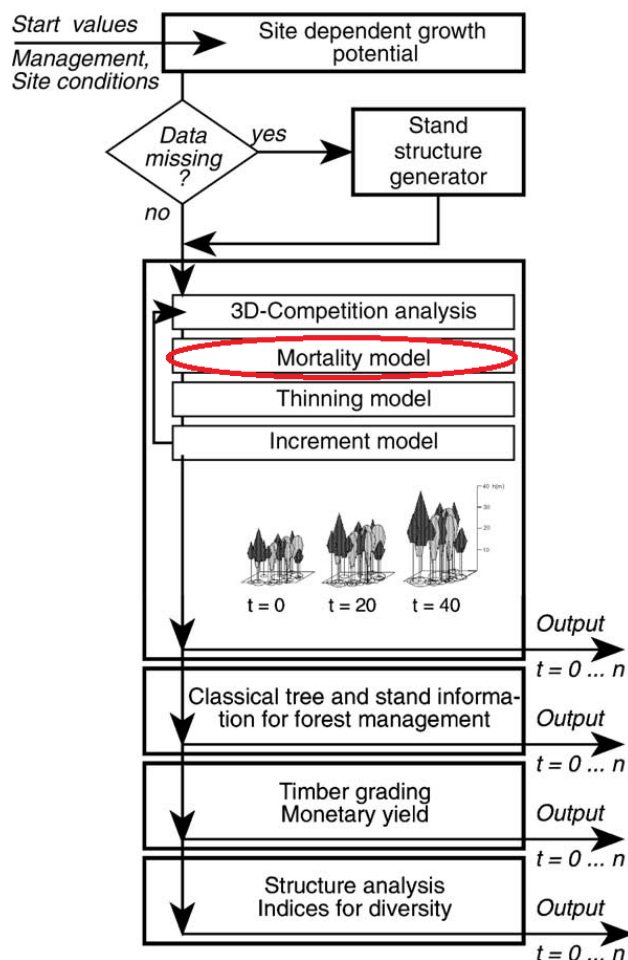 Start values
Management,
Site conditions
Site dependent growth
potential
Data
missing
?
yes
no
Stand
structure
generator
3D-Competition analysis
Mortality model
Thinning model
Increment model
40 h[m]
30
20
10
t = 0
t = 20
t = 40
Output
t = 0 ... n
Classical tree and stand informa-
tion for forest management
Output
t = 0 ... n
Timber grading
Monetary yield
Output
t = 0 ... n
Structure analysis
Indices for diversity
Output
t = 0 ... n